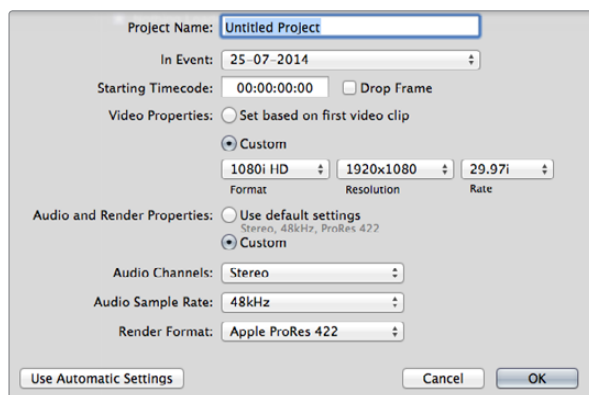 Project Name: Untitled Project
In Event: 25-07-2014
Starting Timecode: 00:00:00:00 Drop Frame
Video Properties: Set based on first video clip
Custom
1080i HD 1920x1080 29.97i
Format Resolution Rate
Audio and Render Properties: Use default settings
Stereo, 48kHz, ProRes 422
Custom
Audio Channels: Stereo
Audio Sample Rate: 48kHz
Render Format: Apple ProRes 422
Use Automatic Settings Cancel OK